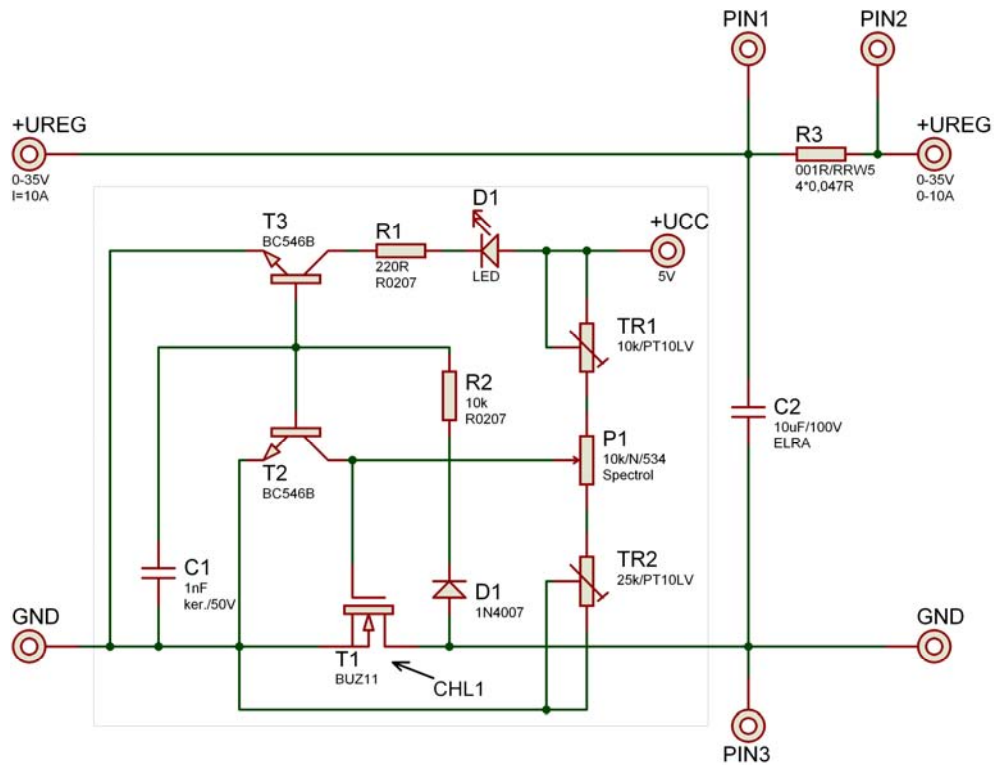 PIN1
PIN2
+UREG
0-35V
I=10A
R3
001R/RRW5
4*0,047R
+UREG
0-35V
0-10A
T3
BC546B
R1
220R
R0207
D1
LED
+UCC
5V
TR1
10k/PT10LV
R2
10k
R0207
C2
10uF/100V
ELRA
P1
10k/N/534
Spectrol
T2
BC546B
C1
1nF
ker./50V
D1
1N4007
TR2
25k/PT10LV
GND
GND
T1
BUZ11
CHL1
PIN3